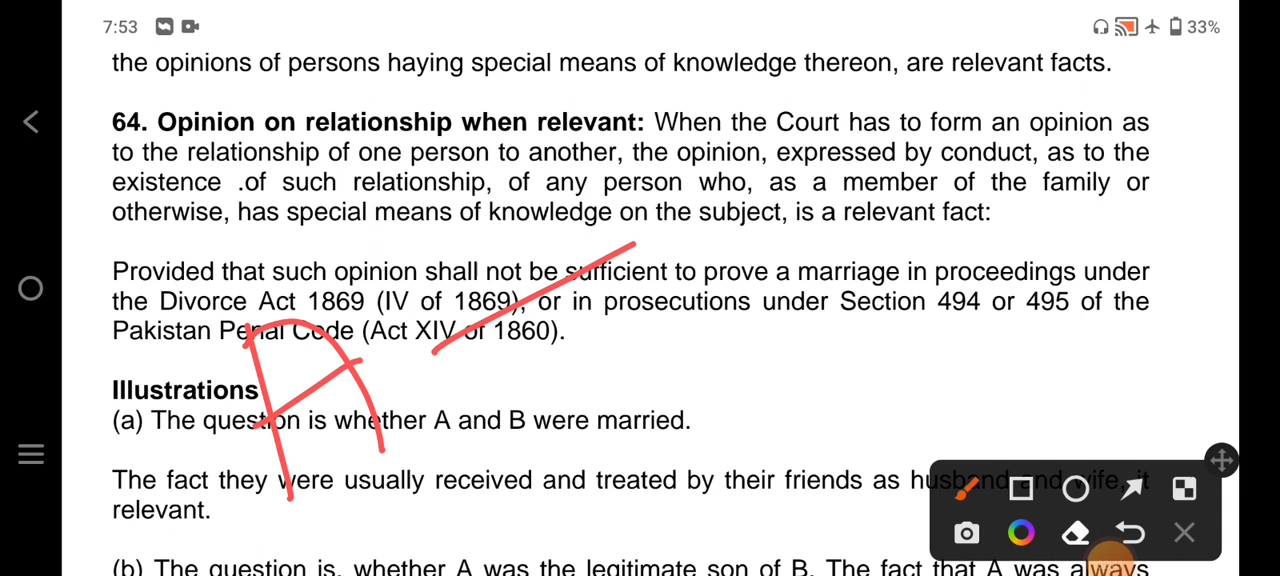 7:53
33%
the opinions of persons haying special means of knowledge thereon, are relevant facts.
64. Opinion on relationship when relevant: When the Court has to form an opinion as
to the relationship of one person to another, the opinion, expressed by conduct, as to the
existence .of such relationship, of any person who, as a member of the family or
otherwise, has special means of knowledge on the subject, is a relevant fact:
Provided that such opinion shall not be sufficient to prove a marriage in proceedings under
the Divorce Act 1869 (IV of 1869), or in prosecutions under Section 494 or 495 of the
Pakistan Penal Code (Act XIV of 1860).
A
Illustrations
(a) The question is whether A and B were married.
The fact they were usually received and treated by their friends as husband and wife, it
relevant.
(b) The question is, whether A was the legitimate son of B. The fact that A was always